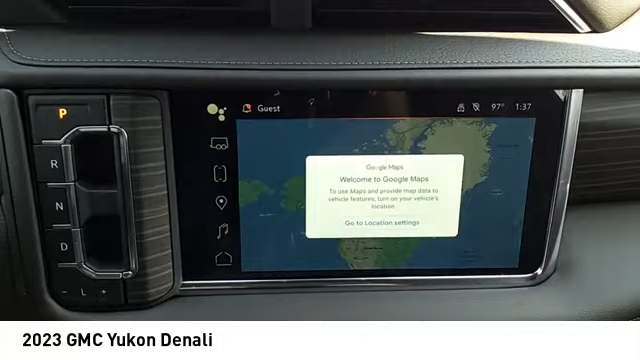 P
R
N
D
- L +
Guest
97° 1:37
Google Maps
Welcome to Google Maps
To use Maps and provide map data to
vehicle features, turn on your vehicle's
location
Go to Location settings
2023 GMC Yukon Denali